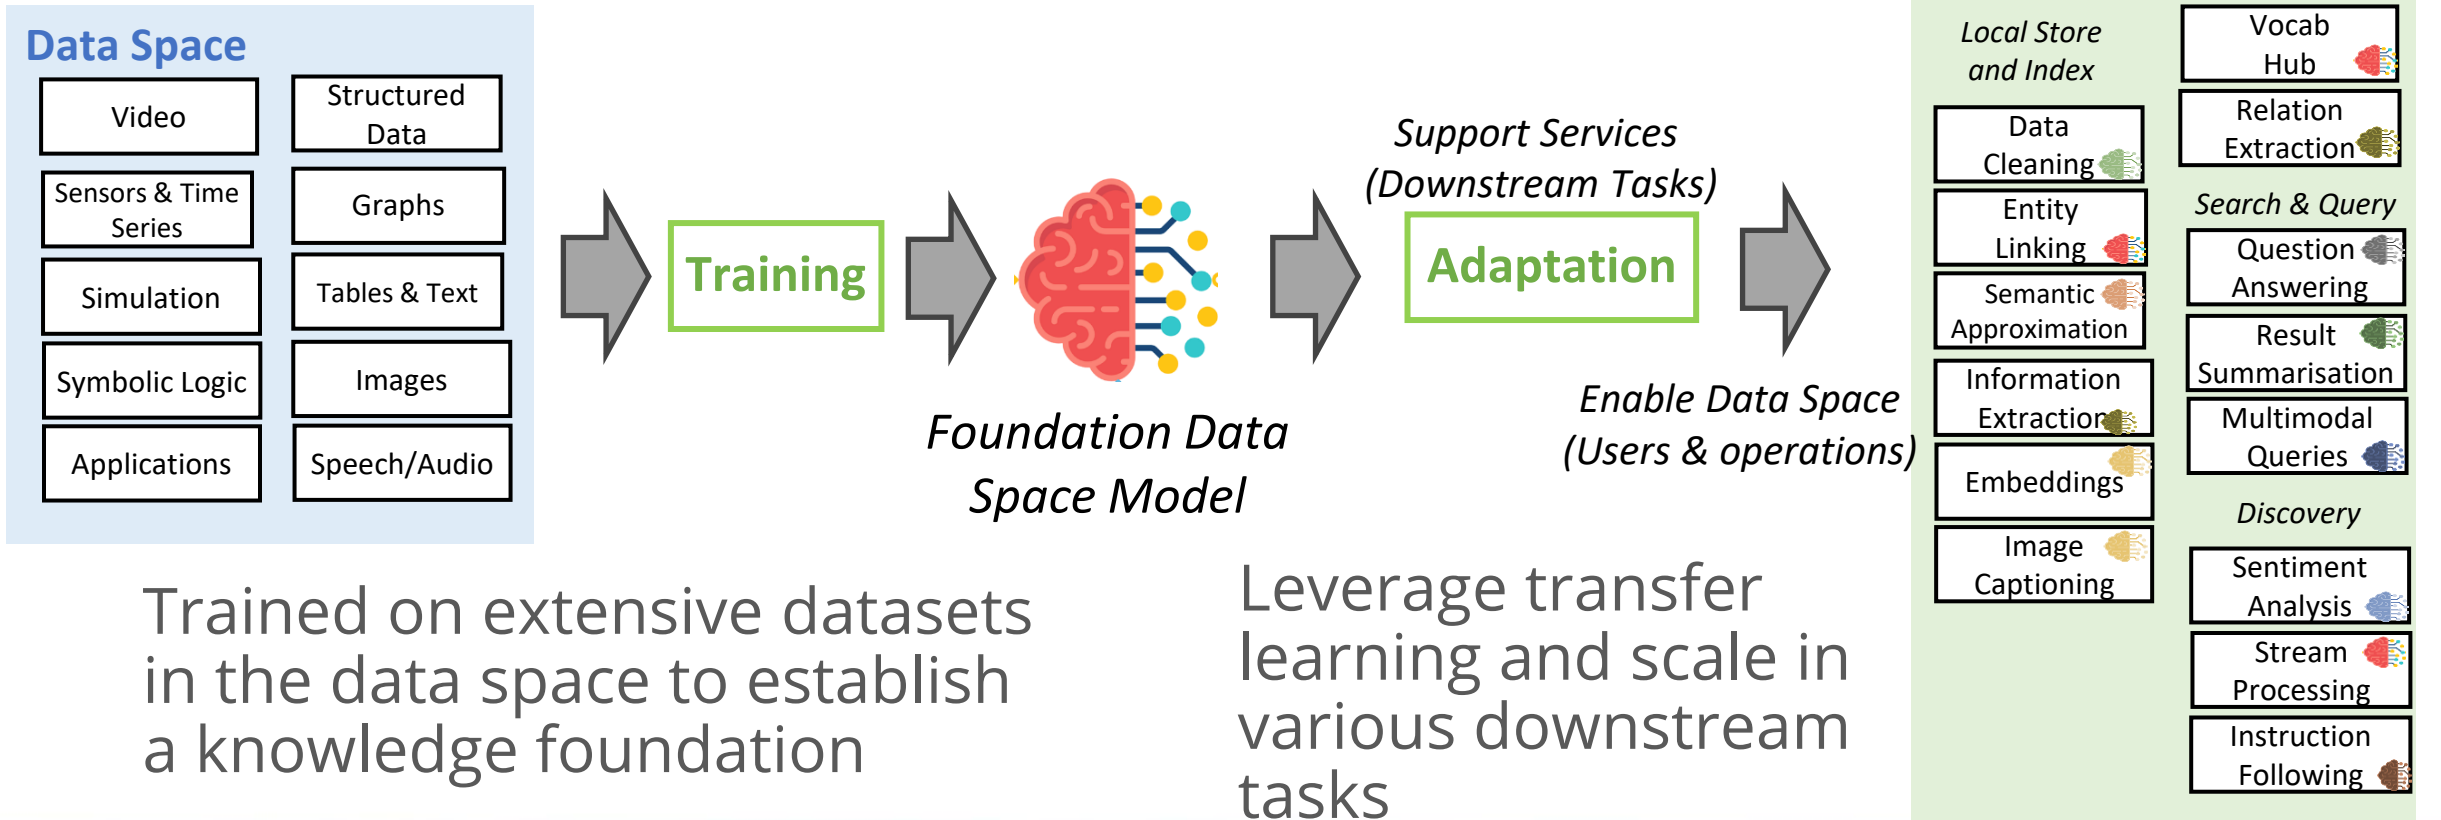 Data Space
Video
Structured
Data
Sensors & Time
Series
Graphs
Simulation
Tables & Text
Symbolic Logic
Images
Applications
Speech/Audio
Training
Foundation Data
Space Model
Support Services
(Downstream Tasks)
Adaptation
Enable Data Space
(Users & operations)
Local Store
and Index
Data
Cleaning
Entity
Linking
Semantic
Approximation
Information
Extraction
Embeddings
Image
Captioning
Vocab
Hub
Relation
Extraction
Search & Query
Question
Answering
Result
Summarisation
Multimodal
Queries
Discovery
Sentiment
Analysis
Stream
Processing
Instruction
Following
Trained on extensive datasets
in the data space to establish
a knowledge foundation
Leverage transfer
learning and scale in
various downstream
tasks